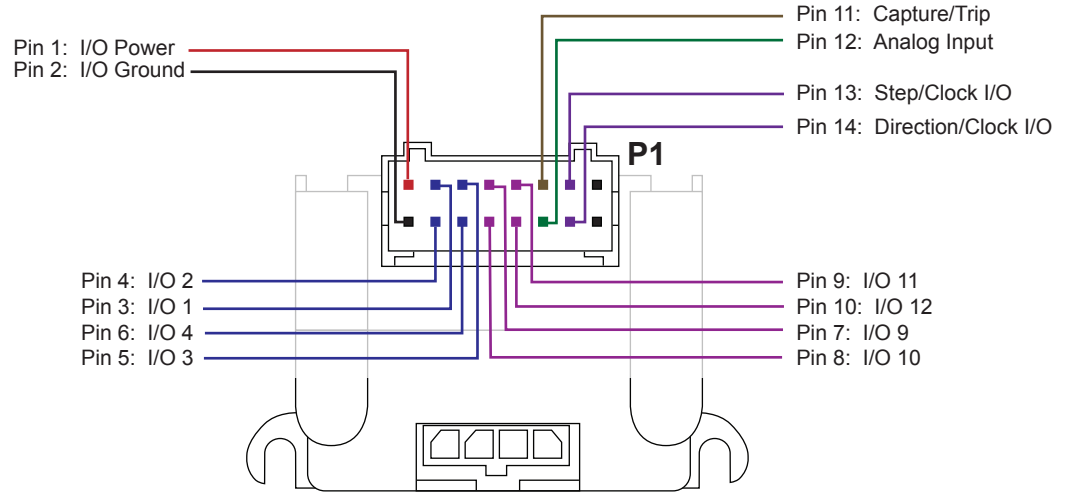 Pin 11: Capture/Trip
Pin 12: Analog Input
Pin 1: I/O Power
Pin 2: I/O Ground
Pin 13: Step/Clock I/O
Pin 14: Direction/Clock I/O
P1
Pin 4: I/O 2
Pin 3: I/O 1
Pin 6: I/O 4
Pin 5: I/O 3
Pin 9: I/O 11
Pin 10: I/O 12
Pin 7: I/O 9
Pin 8: I/O 10